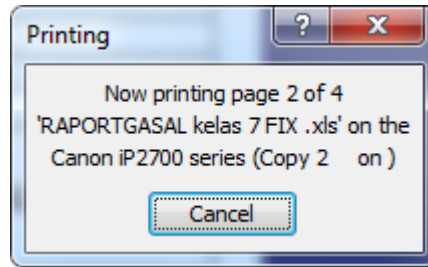 Printing
?
X
Now printing page 2 of 4
'RAPORTGASAL kelas 7 FIX .xls' on the
Canon iP2700 series (Copy 2 on )
Cancel